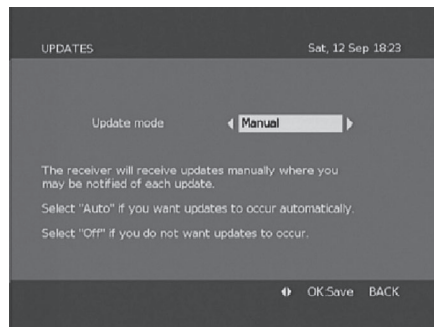 UPDATES Sat, 12 Sep 18:23
Update mode Manual
The receiver will receive updates manually where you
may be notified of each update.
Select "Auto" if you want updates to occur automatically.
Select "Off" if you do not want updates to occur.
OK:Save BACK